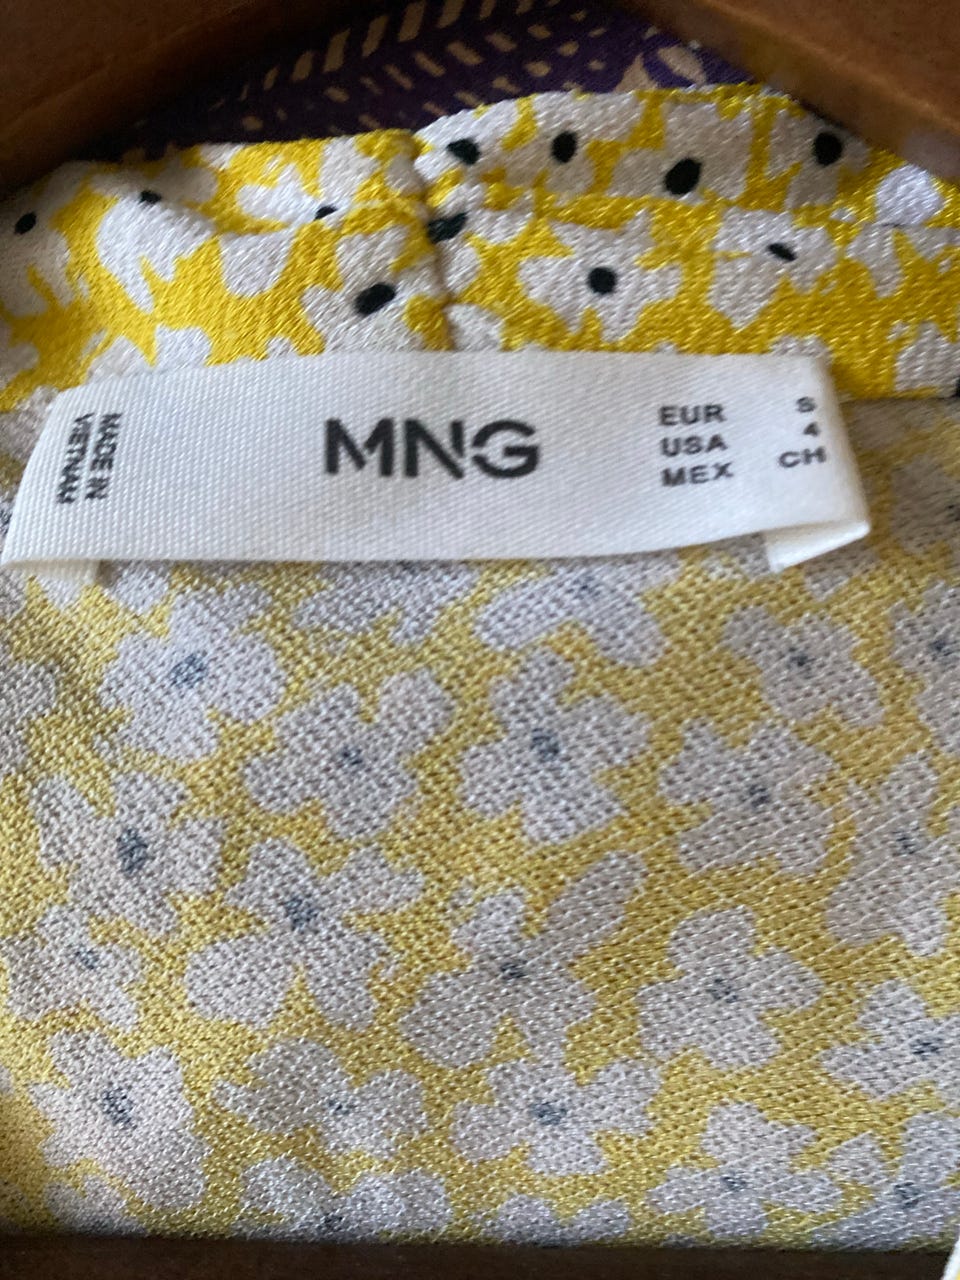 MADE IN
VIETNAM
MNG
EUR S
USA 4
MEX CH